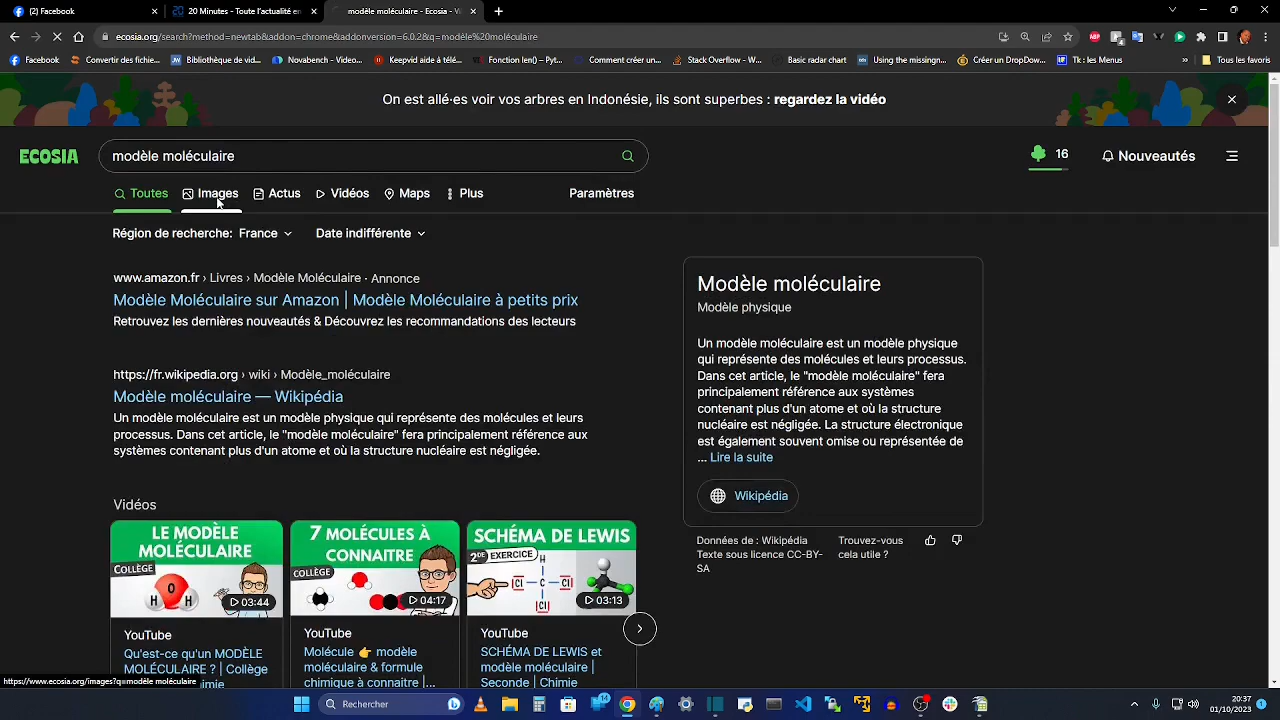 (2) Facebook
20 Minutes - Toute l'actualité en
modèle moléculaire - Ecosia - Vi
ecosia.org/search?method=newtab&addon=chrome&addonversion=6.0.2&q=modèle%20moléculaire
Facebook
Convertir des fichie...
Bibliothèque de vid...
Novabench - Video...
Keepvid aide à télé...
Fonction len() – Pyt...
Comment créer un...
Stack Overflow - W...
Basic radar chart
Using the missingn...
Créer un DropDow...
Tk : les Menus
»
Tous les favoris
On est allé·es voir vos arbres en Indonésie, ils sont superbes : regardez la vidéo
ECOSIA
modèle moléculaire
16
Nouveautés
Toutes
Images
Actus
Vidéos
Maps
Plus
Paramètres
Région de recherche: France
Date indifférente
www.amazon.fr › Livres › Modèle Moléculaire · Annonce
Modèle Moléculaire sur Amazon | Modèle Moléculaire à petits prix
Retrouvez les dernières nouveautés & Découvrez les recommandations des lecteurs
https://fr.wikipedia.org › wiki › Modèle_moléculaire
Modèle moléculaire — Wikipédia
Un modèle moléculaire est un modèle physique qui représente des molécules et leurs
processus. Dans cet article, le "modèle moléculaire" fera principalement référence aux
systèmes contenant plus d'un atome et où la structure nucléaire est négligée.
Modèle moléculaire
Modèle physique
Un modèle moléculaire est un modèle physique
qui représente des molécules et leurs processus.
Dans cet article, le "modèle moléculaire" fera
principalement référence aux systèmes
contenant plus d'un atome et où la structure
nucléaire est négligée. La structure électronique
est également souvent omise ou représentée de
... Lire la suite
Wikipédia
Données de : Wikipédia
Texte sous licence CC-BY-
SA
Trouvez-vous
cela utile ?
Vidéos
LE MODÈLE
MOLÉCULAIRE
COLLÈGE
O
H
H
03:44
YouTube
Qu'est-ce qu'un MODÈLE
MOLÉCULAIRE ? | Collège
7 MOLÉCULES À
CONNAITRE
COLLÈGE
04:17
YouTube
Molécule 👉 modèle
moléculaire & formule
chimique à connaitre |...
SCHÉMA DE LEWIS
2DE EXERCICE
H
Cl C Cl
Cl
03:13
YouTube
SCHÉMA DE LEWIS et
modèle moléculaire |
Seconde | Chimie
https://www.ecosia.org/images?q=modèle moléculaire
Rechercher
14
20:37
01/10/2023